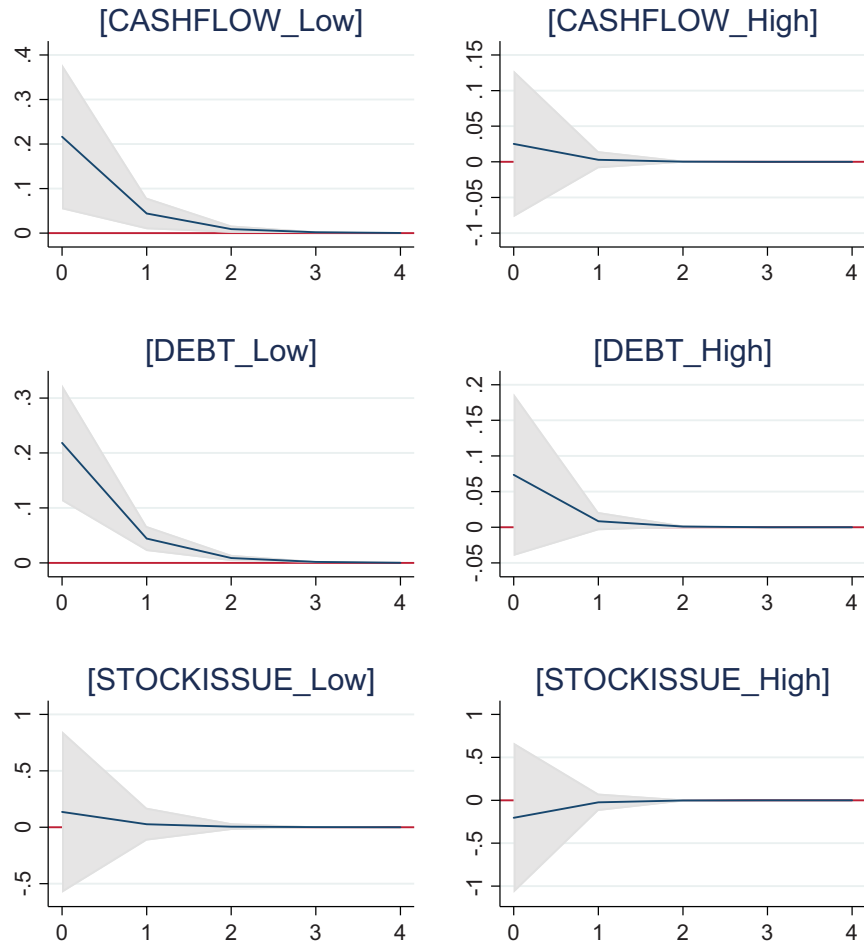 [CASHFLOW_Low]
.4
.3
.2
.1
0
0 1 2 3 4
[CASHFLOW_High]
.15
.1
.05
0
-.05
-.1
0 1 2 3 4
[DEBT_Low]
.3
.2
.1
0
0 1 2 3 4
[DEBT_High]
.2
.15
.1
.05
0
-.05
0 1 2 3 4
[STOCKISSUE_Low]
1
.5
0
-.5
0 1 2 3 4
[STOCKISSUE_High]
1
.5
0
-.5
-1
0 1 2 3 4